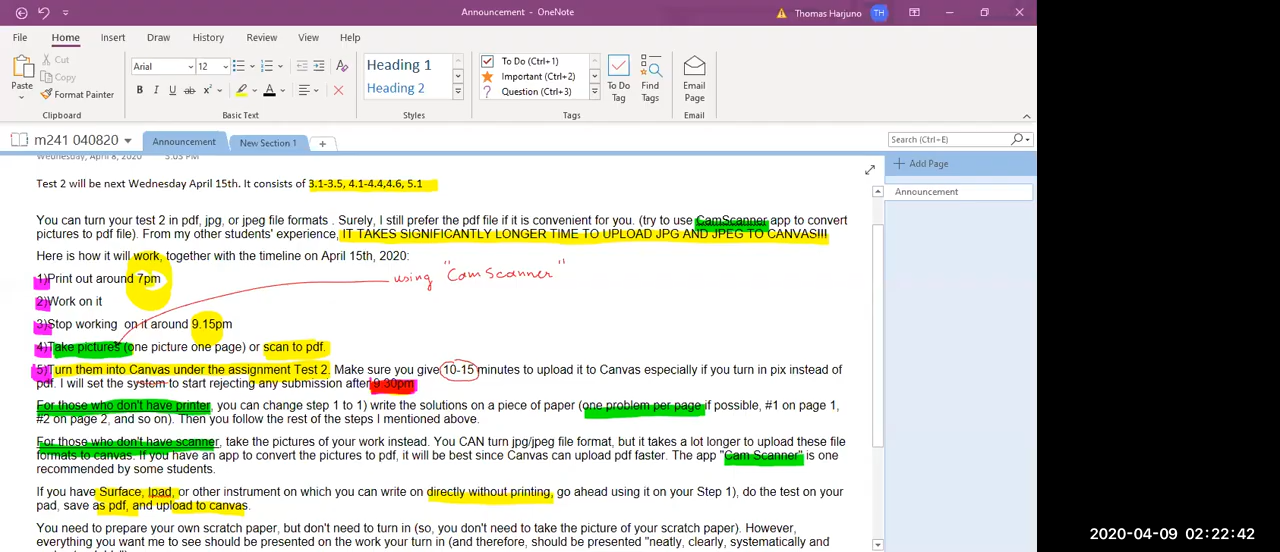 Announcement - OneNote
Thomas Harjuno TH
File Home Insert Draw History Review View Help
Paste Cut Copy Format Painter
Clipboard
Arial 12
B I U ab x² A
Basic Text
Heading 1
Heading 2
Styles
To Do (Ctrl+1)
Important (Ctrl+2)
Question (Ctrl+3)
To Do Tag
Find Tags
Tags
Email Page
Email
m241 040820 Announcement New Section 1 +
Search (Ctrl+E)
Add Page
Announcement
Wednesday, April 8, 2020 5:03 PM
Test 2 will be next Wednesday April 15th. It consists of 3.1-3.5, 4.1-4.4,4.6, 5.1
You can turn your test 2 in pdf, jpg, or jpeg file formats . Surely, I still prefer the pdf file if it is convenient for you. (try to use CamScanner app to convert
pictures to pdf file). From my other students' experience, IT TAKES SIGNIFICANTLY LONGER TIME TO UPLOAD JPG AND JPEG TO CANVAS!!!
Here is how it will work, together with the timeline on April 15th, 2020:
1)Print out around 7pm
using "CamScanner"
2)Work on it
3)Stop working on it around 9.15pm
4)Take pictures (one picture one page) or scan to pdf.
5)Turn them into Canvas under the assignment Test 2. Make sure you give 10-15 minutes to upload it to Canvas especially if you turn in pix instead of
pdf. I will set the system to start rejecting any submission after 9.30pm
For those who don't have printer, you can change step 1 to 1) write the solutions on a piece of paper (one problem per page if possible, #1 on page 1,
#2 on page 2, and so on). Then you follow the rest of the steps I mentioned above.
For those who don't have scanner, take the pictures of your work instead. You CAN turn jpg/jpeg file format, but it takes a lot longer to upload these file
formats to canvas. If you have an app to convert the pictures to pdf, it will be best since Canvas can upload pdf faster. The app "Cam Scanner" is one
recommended by some students.
If you have Surface, Ipad, or other instrument on which you can write on directly without printing, go ahead using it on your Step 1), do the test on your
pad, save as pdf, and upload to canvas.
You need to prepare your own scratch paper, but don't need to turn in (so, you don't need to take the picture of your scratch paper). However,
everything you want me to see should be presented on the work your turn in (and therefore, should be presented "neatly, clearly, systematically and
2020-04-09 02:22:42